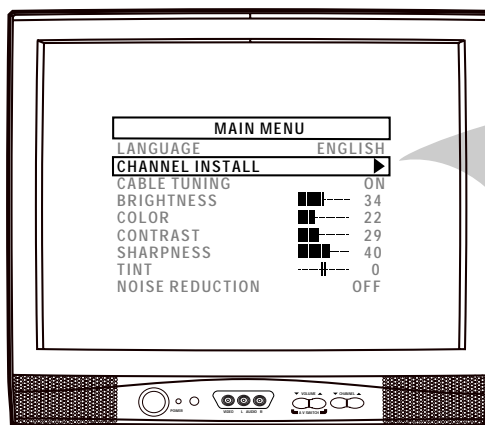 MAIN MENU
LANGUAGE ENGLISH
CHANNEL INSTALL
CABLE TUNING ON
BRIGHTNESS 34
COLOR 22
CONTRAST 29
SHARPNESS 40
TINT 0
NOISE REDUCTION OFF
POWER VIDEO L AUDIO R VOLUME CHANNEL
A/V SWITCH